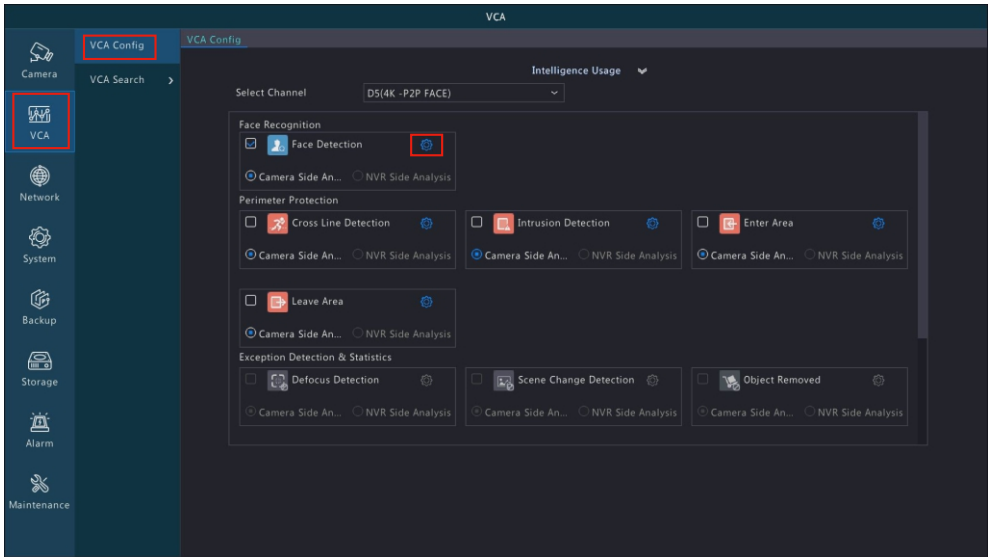 VCA
Camera
VCA
Network
System
Backup
Storage
Alarm
Maintenance
VCA Config
VCA Search
VCA Config
Intelligence Usage
Select Channel D5(4K -P2P FACE)
Face Recognition
Face Detection
Camera Side An... NVR Side Analysis
Perimeter Protection
Cross Line Detection Intrusion Detection Enter Area
Camera Side An... NVR Side Analysis Camera Side An... NVR Side Analysis Camera Side An... NVR Side Analysis
Leave Area
Camera Side An... NVR Side Analysis
Exception Detection & Statistics
Defocus Detection Scene Change Detection Object Removed
Camera Side An... NVR Side Analysis Camera Side An... NVR Side Analysis Camera Side An... NVR Side Analysis